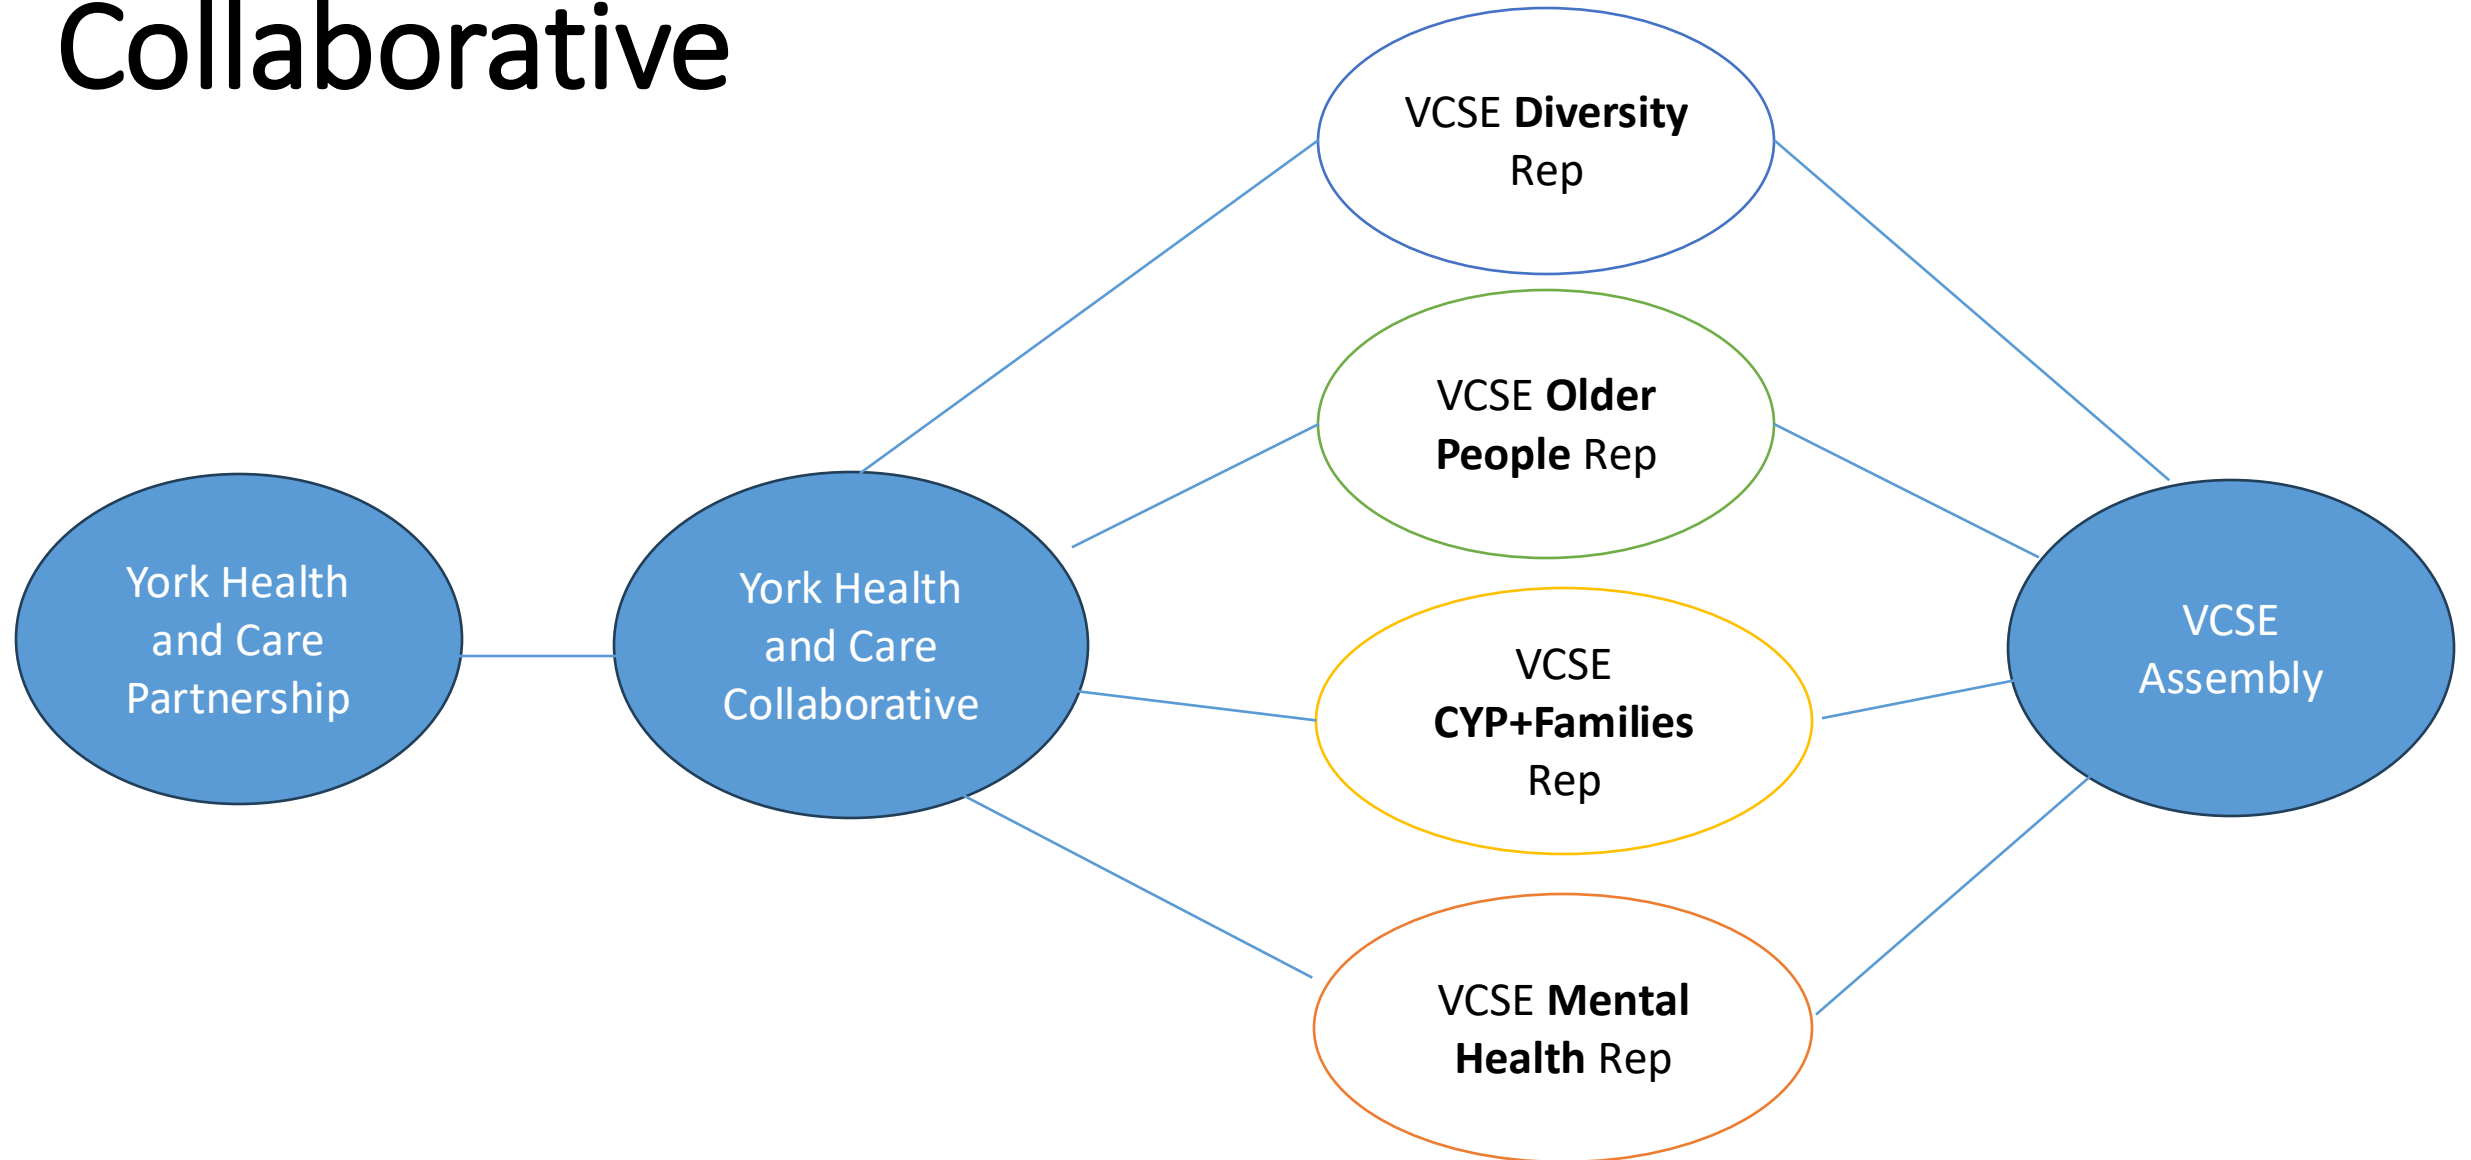 Collaborative
VCSE Diversity
Rep
VCSE Older
People Rep
York Health
and Care
Partnership
York Health
and Care
Collaborative
VCSE
CYP+Families
Rep
VCSE
Assembly
VCSE Mental
Health Rep